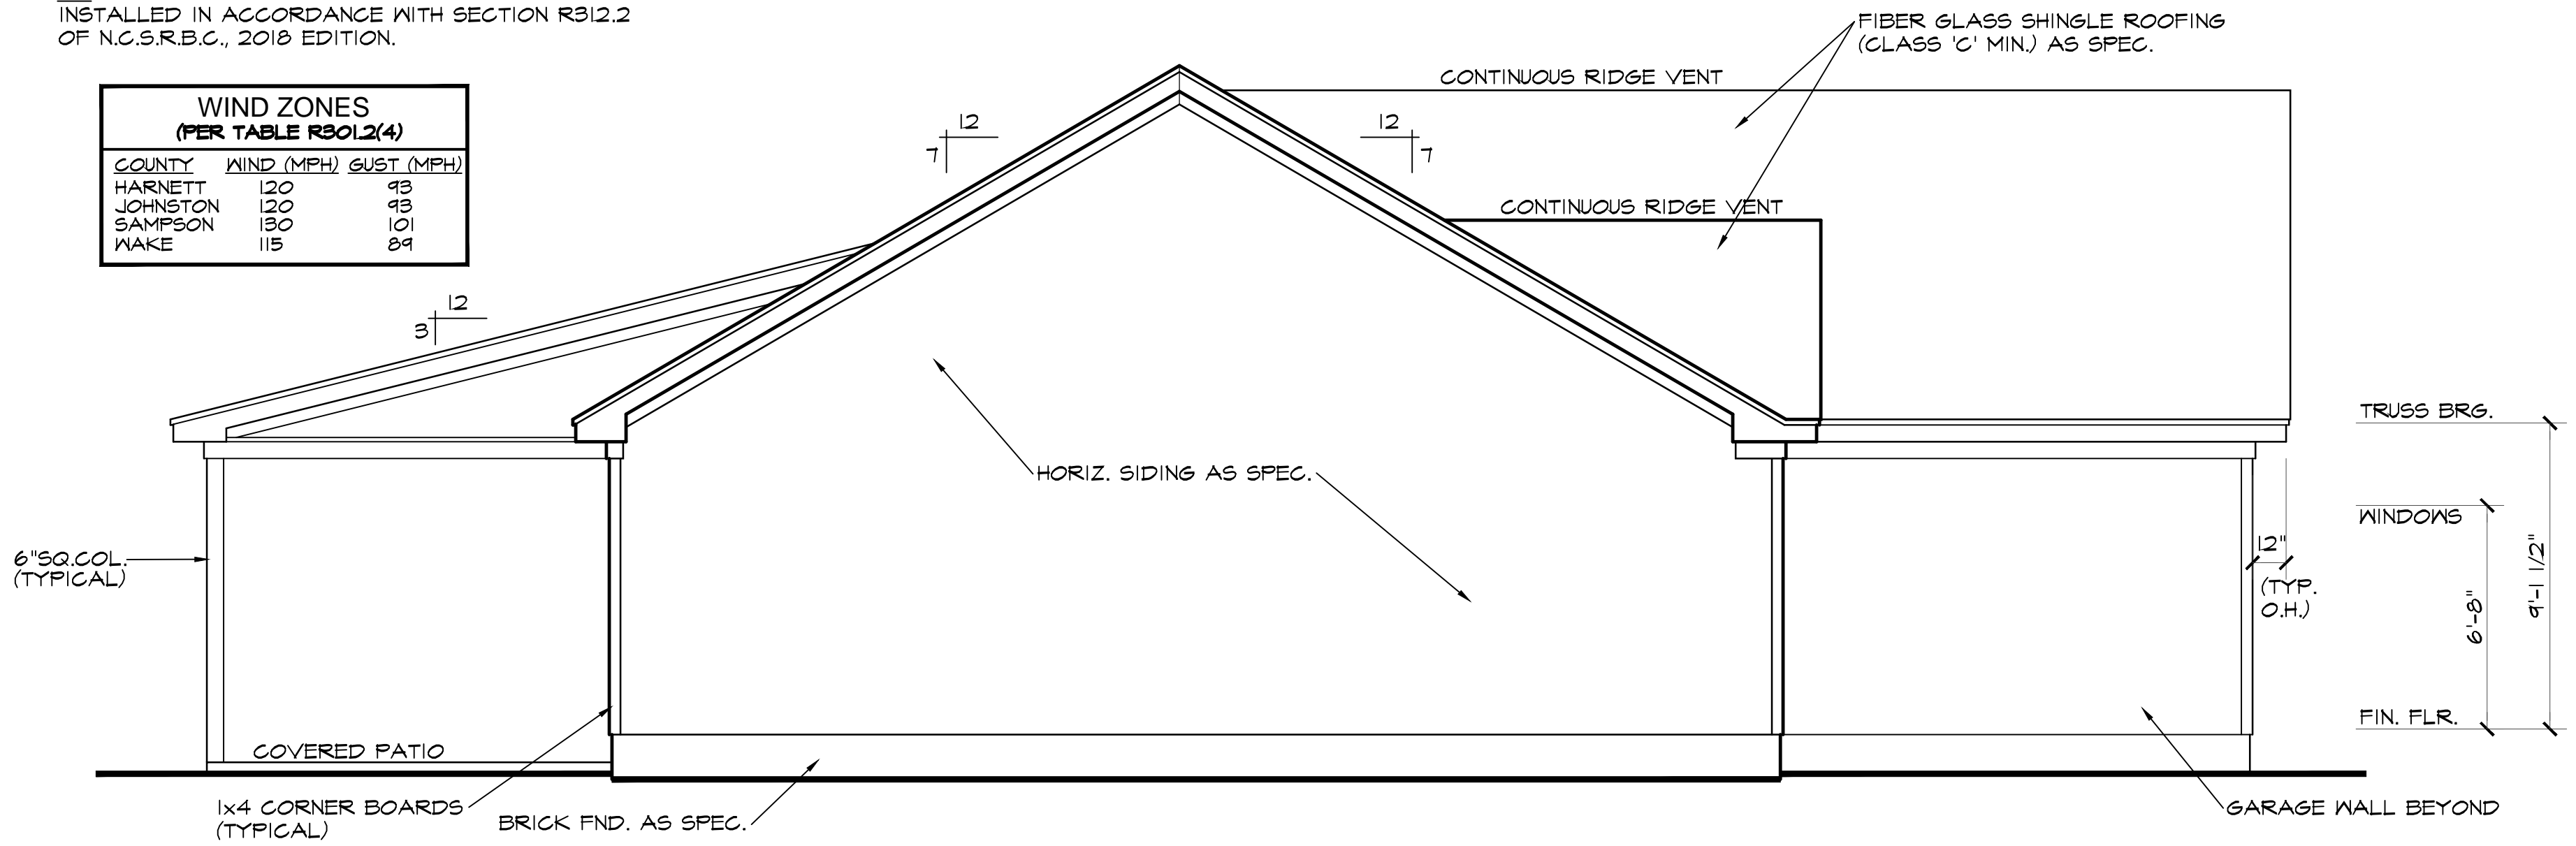 INSTALLED IN ACCORDANCE WITH SECTION R312.2
OF N.C.S.R.B.C., 2018 EDITION.
WIND ZONES
(PER TABLE R301.2(4)
COUNTY WIND (MPH) GUST (MPH)
HARNETT 120 93
JOHNSTON 120 93
SAMPSON 130 101
WAKE 115 89
FIBER GLASS SHINGLE ROOFING
(CLASS 'C' MIN.) AS SPEC.
CONTINUOUS RIDGE VENT
12
7
12
7
CONTINUOUS RIDGE VENT
12
3
HORIZ. SIDING AS SPEC.
6"SQ.COL.
(TYPICAL)
COVERED PATIO
1x4 CORNER BOARDS
(TYPICAL)
BRICK FND. AS SPEC.
TRUSS BRG.
WINDOWS
12"
(TYP.
O.H.)
6'-8"
9'-1 1/2"
FIN. FLR.
GARAGE WALL BEYOND